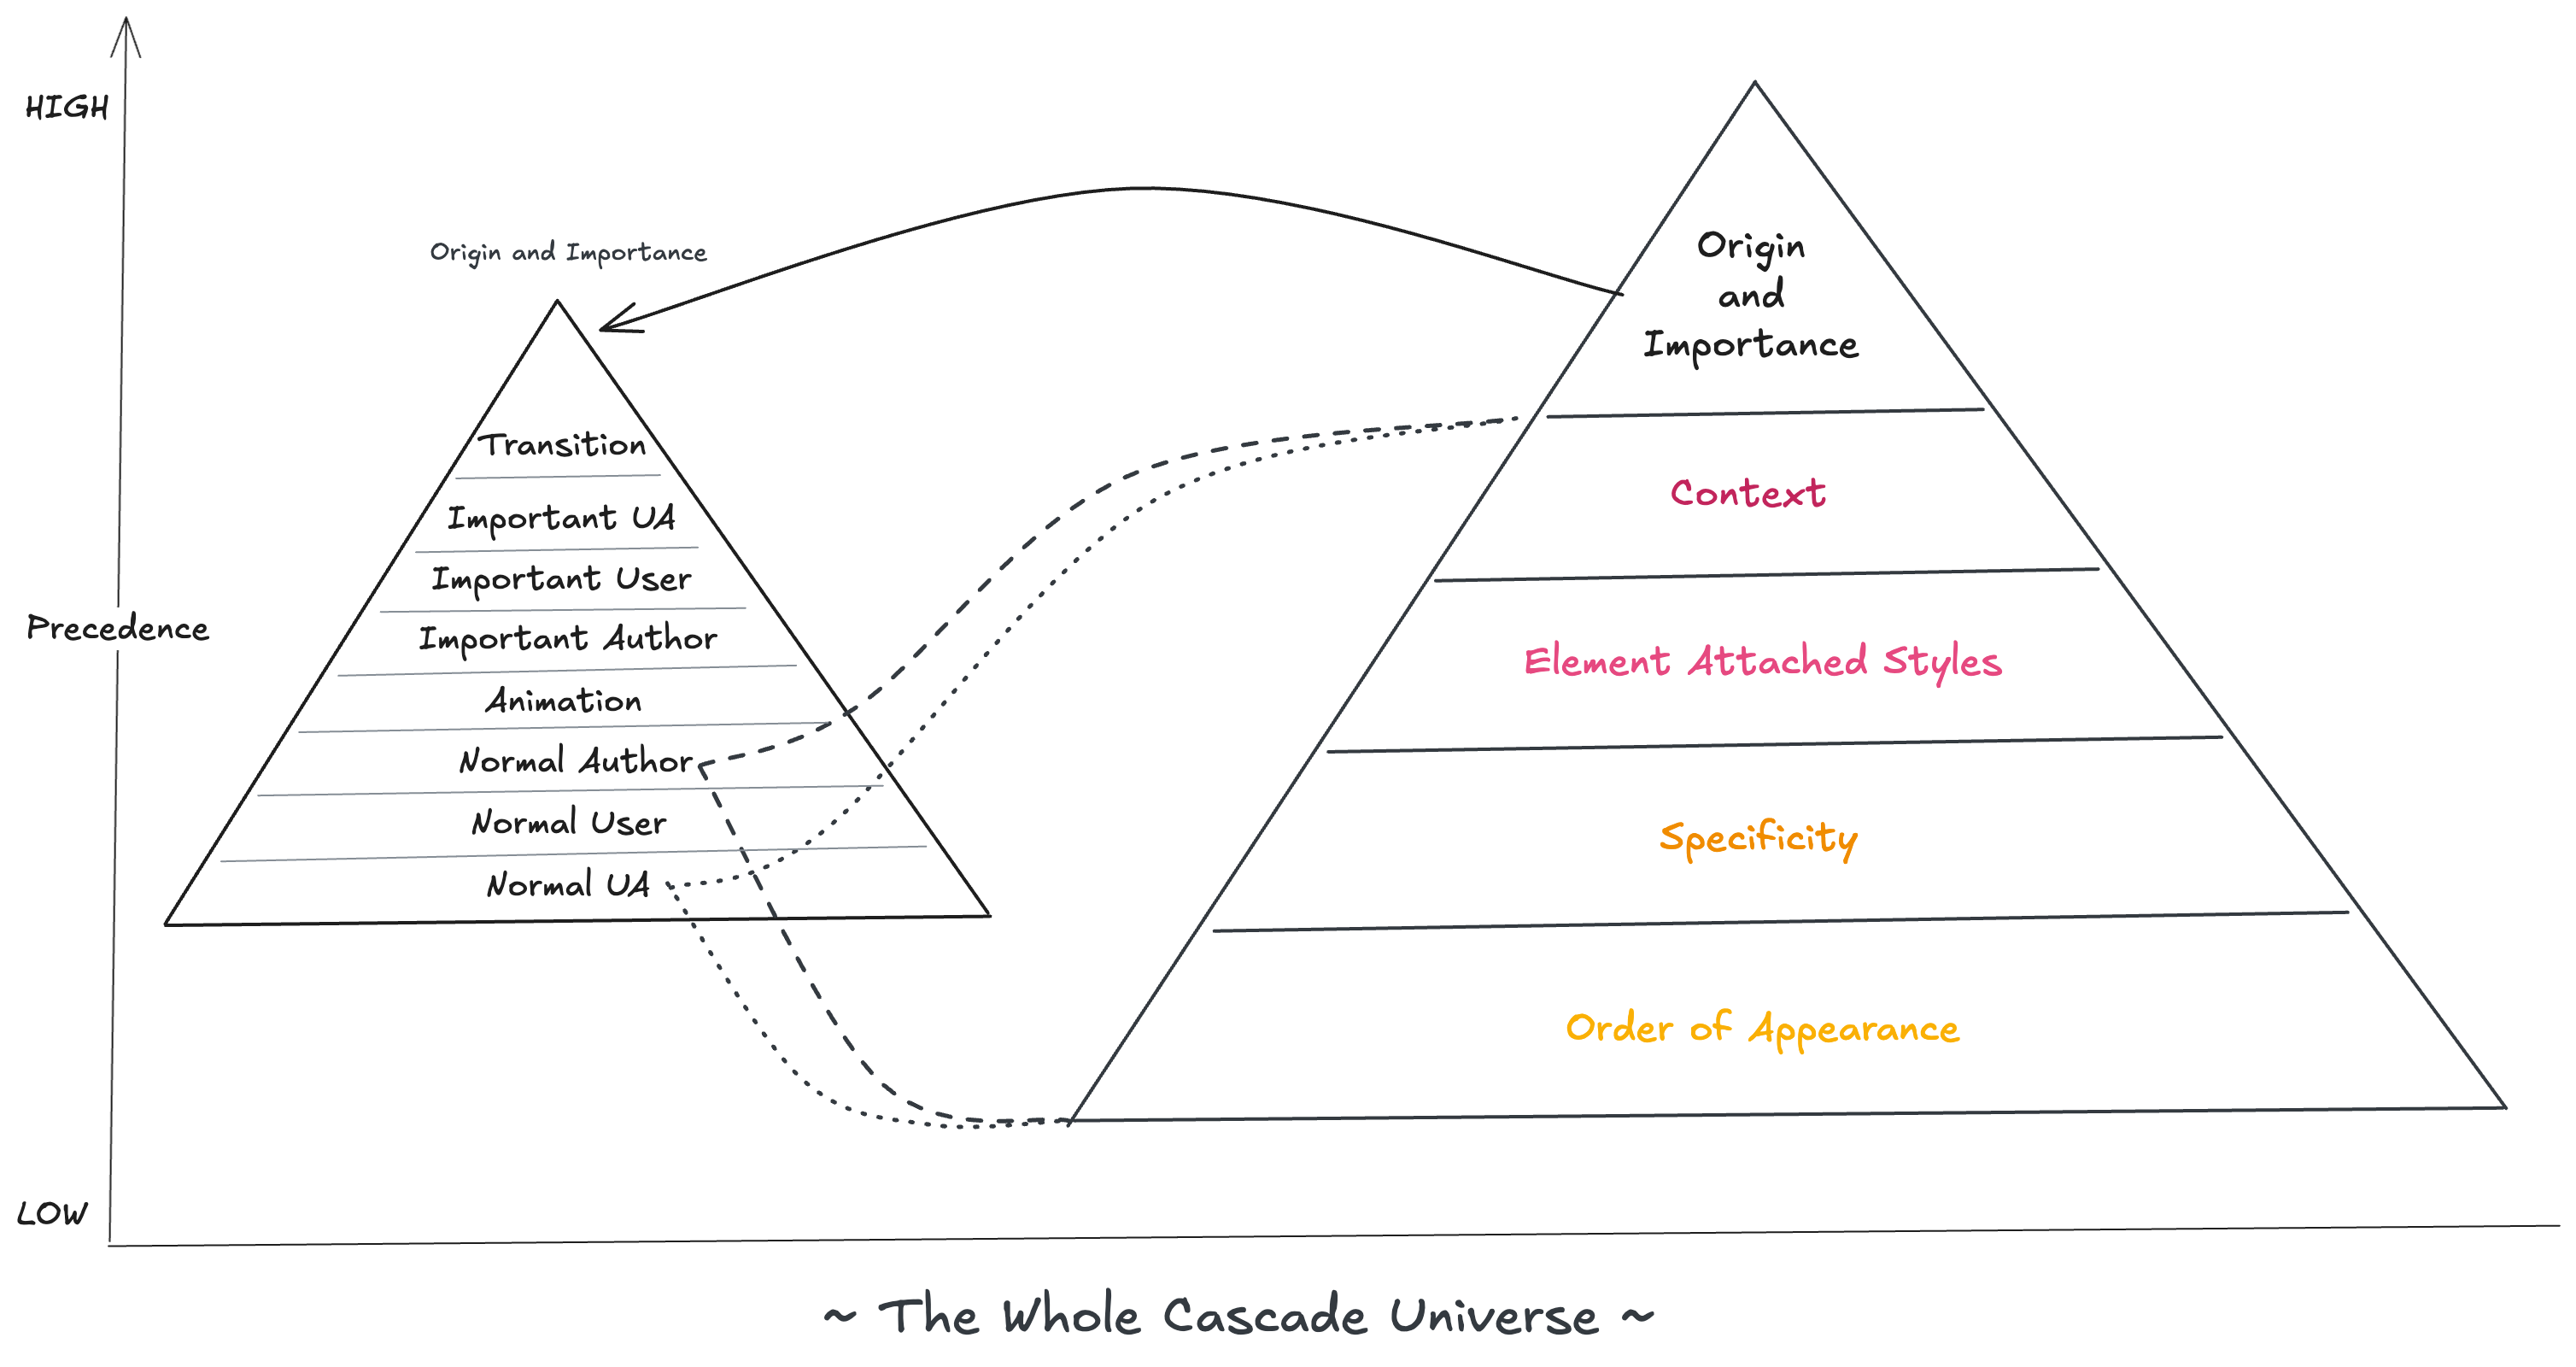 HIGH
Precedence
LOW
Origin and Importance
Transition
Important UA
Important User
Important Author
Animation
Normal Author
Normal User
Normal UA
Origin
and
Importance
Context
Element Attached Styles
Specificity
Order of Appearance
~ The Whole Cascade Universe ~